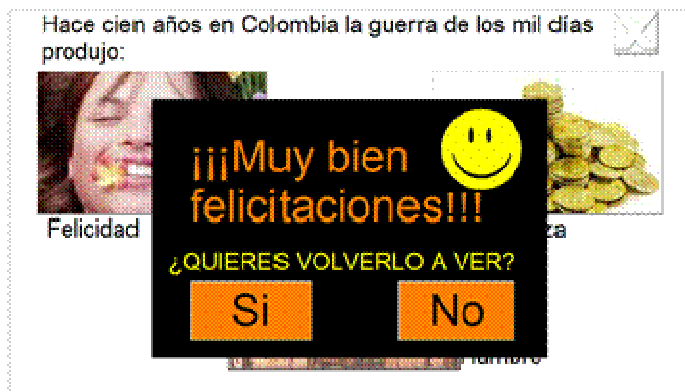 Hace cien años en Colombia la guerra de los mil días
produjo:
¡¡¡Muy bien
felicitaciones!!!
Felicidad
¿QUIERES VOLVERLO A VER?
Si
No